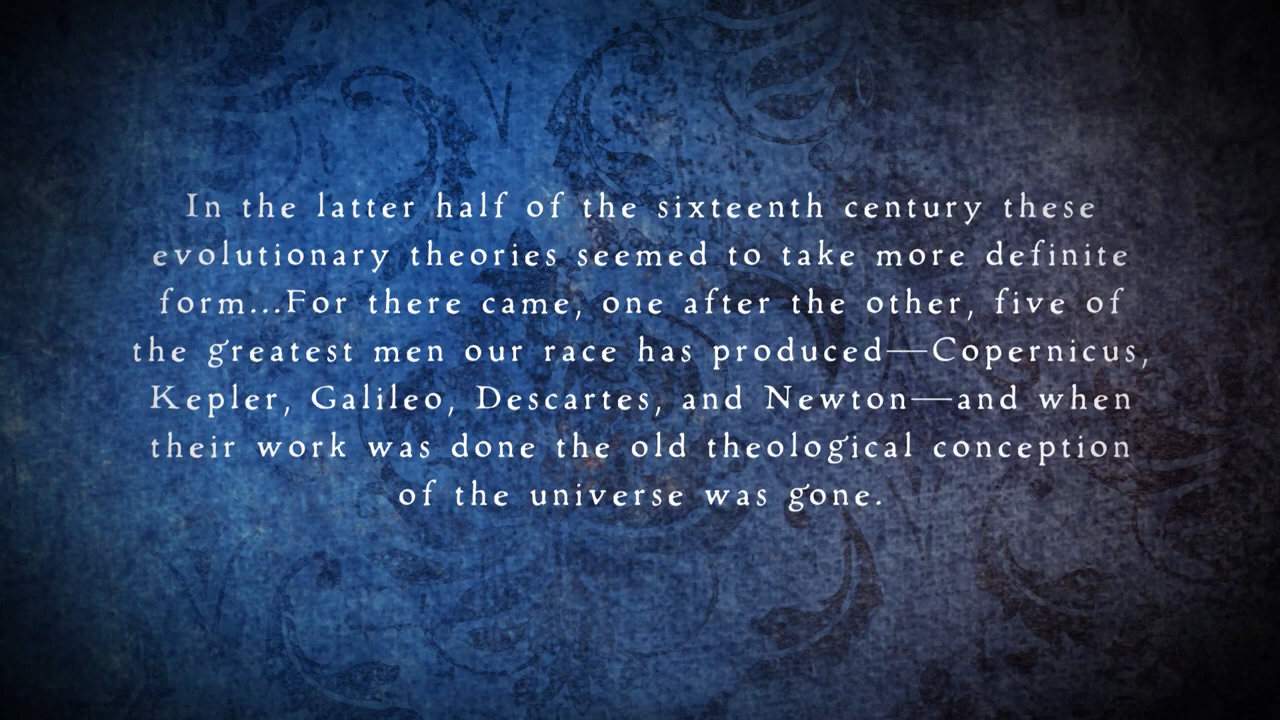 In the latter half of the sixteenth century these
evolutionary theories seemed to take more definite
form...For there came, one after the other, five of
the greatest men our race has produced—Copernicus,
Kepler, Galileo, Descartes, and Newton—and when
their work was done the old theological conception
of the universe was gone.